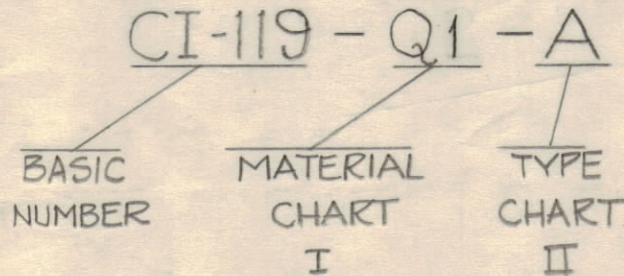 CI-119 - Q1 - A
BASIC MATERIAL TYPE
NUMBER CHART CHART
I II